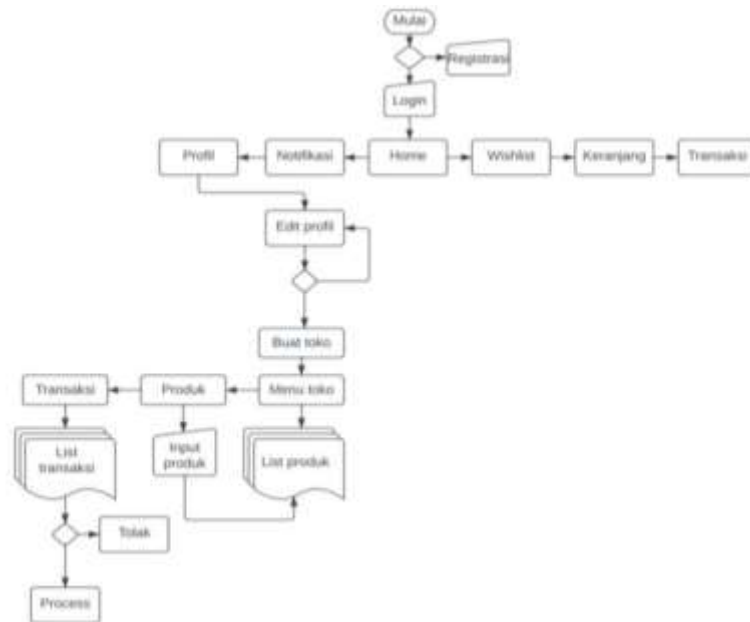 Mulai
Registrasi
Login
Profil
Notifikasi
Home
Wishlist
Keranjang
Transaksi
Edit profil
Buat toko
Transaksi
Produk
Menu toko
List
transaksi
Input
produk
List produk
Tolak
Process